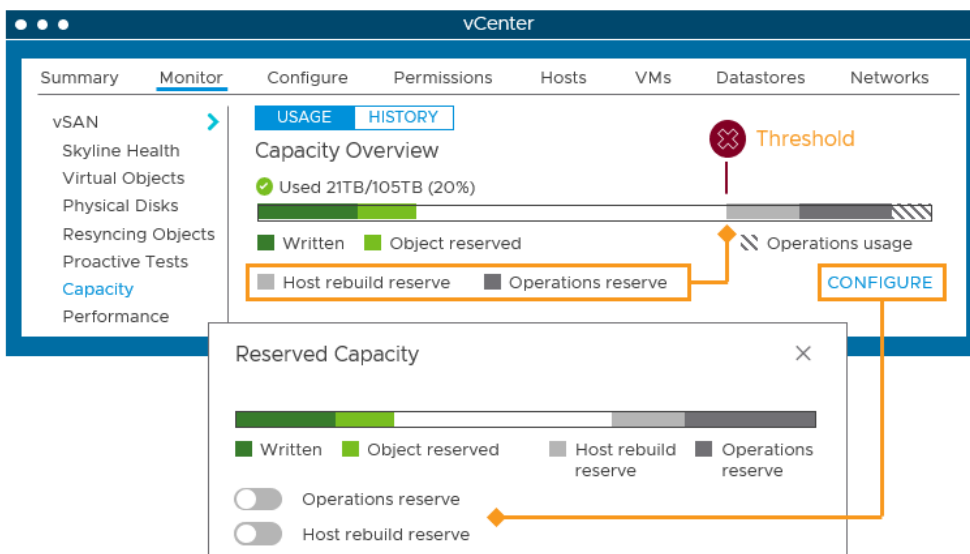 vCenter
Summary Monitor Configure Permissions Hosts VMs Datastores Networks
vSAN
Skyline Health
Virtual Objects
Physical Disks
Resyncing Objects
Proactive Tests
Capacity
Performance
USAGE HISTORY
Capacity Overview
Threshold
Used 21TB/105TB (20%)
Written Object reserved Operations usage
Host rebuild reserve Operations reserve
CONFIGURE
Reserved Capacity
Written Object reserved Host rebuild reserve Operations reserve
Operations reserve
Host rebuild reserve